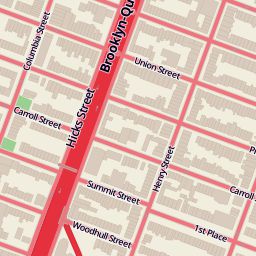 Columbia Street
Brooklyn-Qu
Union Street
Hicks Street
Carroll Street
Henry Street
P
Carroll S
Summit Street
1st Place
Woodhull Street